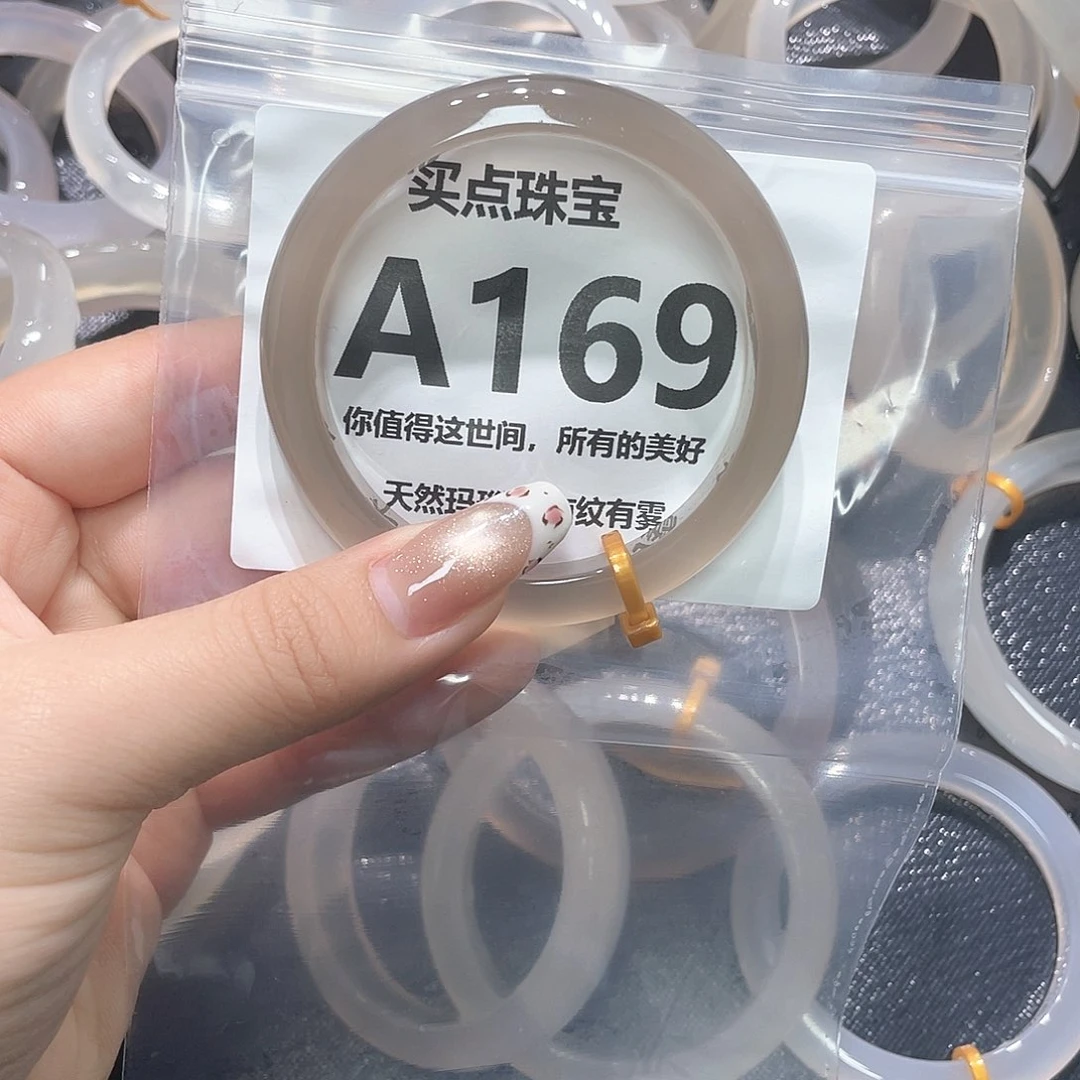 买点珠宝
A169
你值得这世间，所有的美好
天然玛 纹有雾